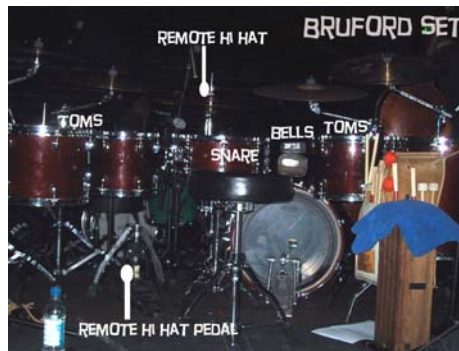 BRUFORD SET
REMOTE HI HAT
TOMS
BELLS
TOMS
SNARE
REMOTE HI HAT PEDAL